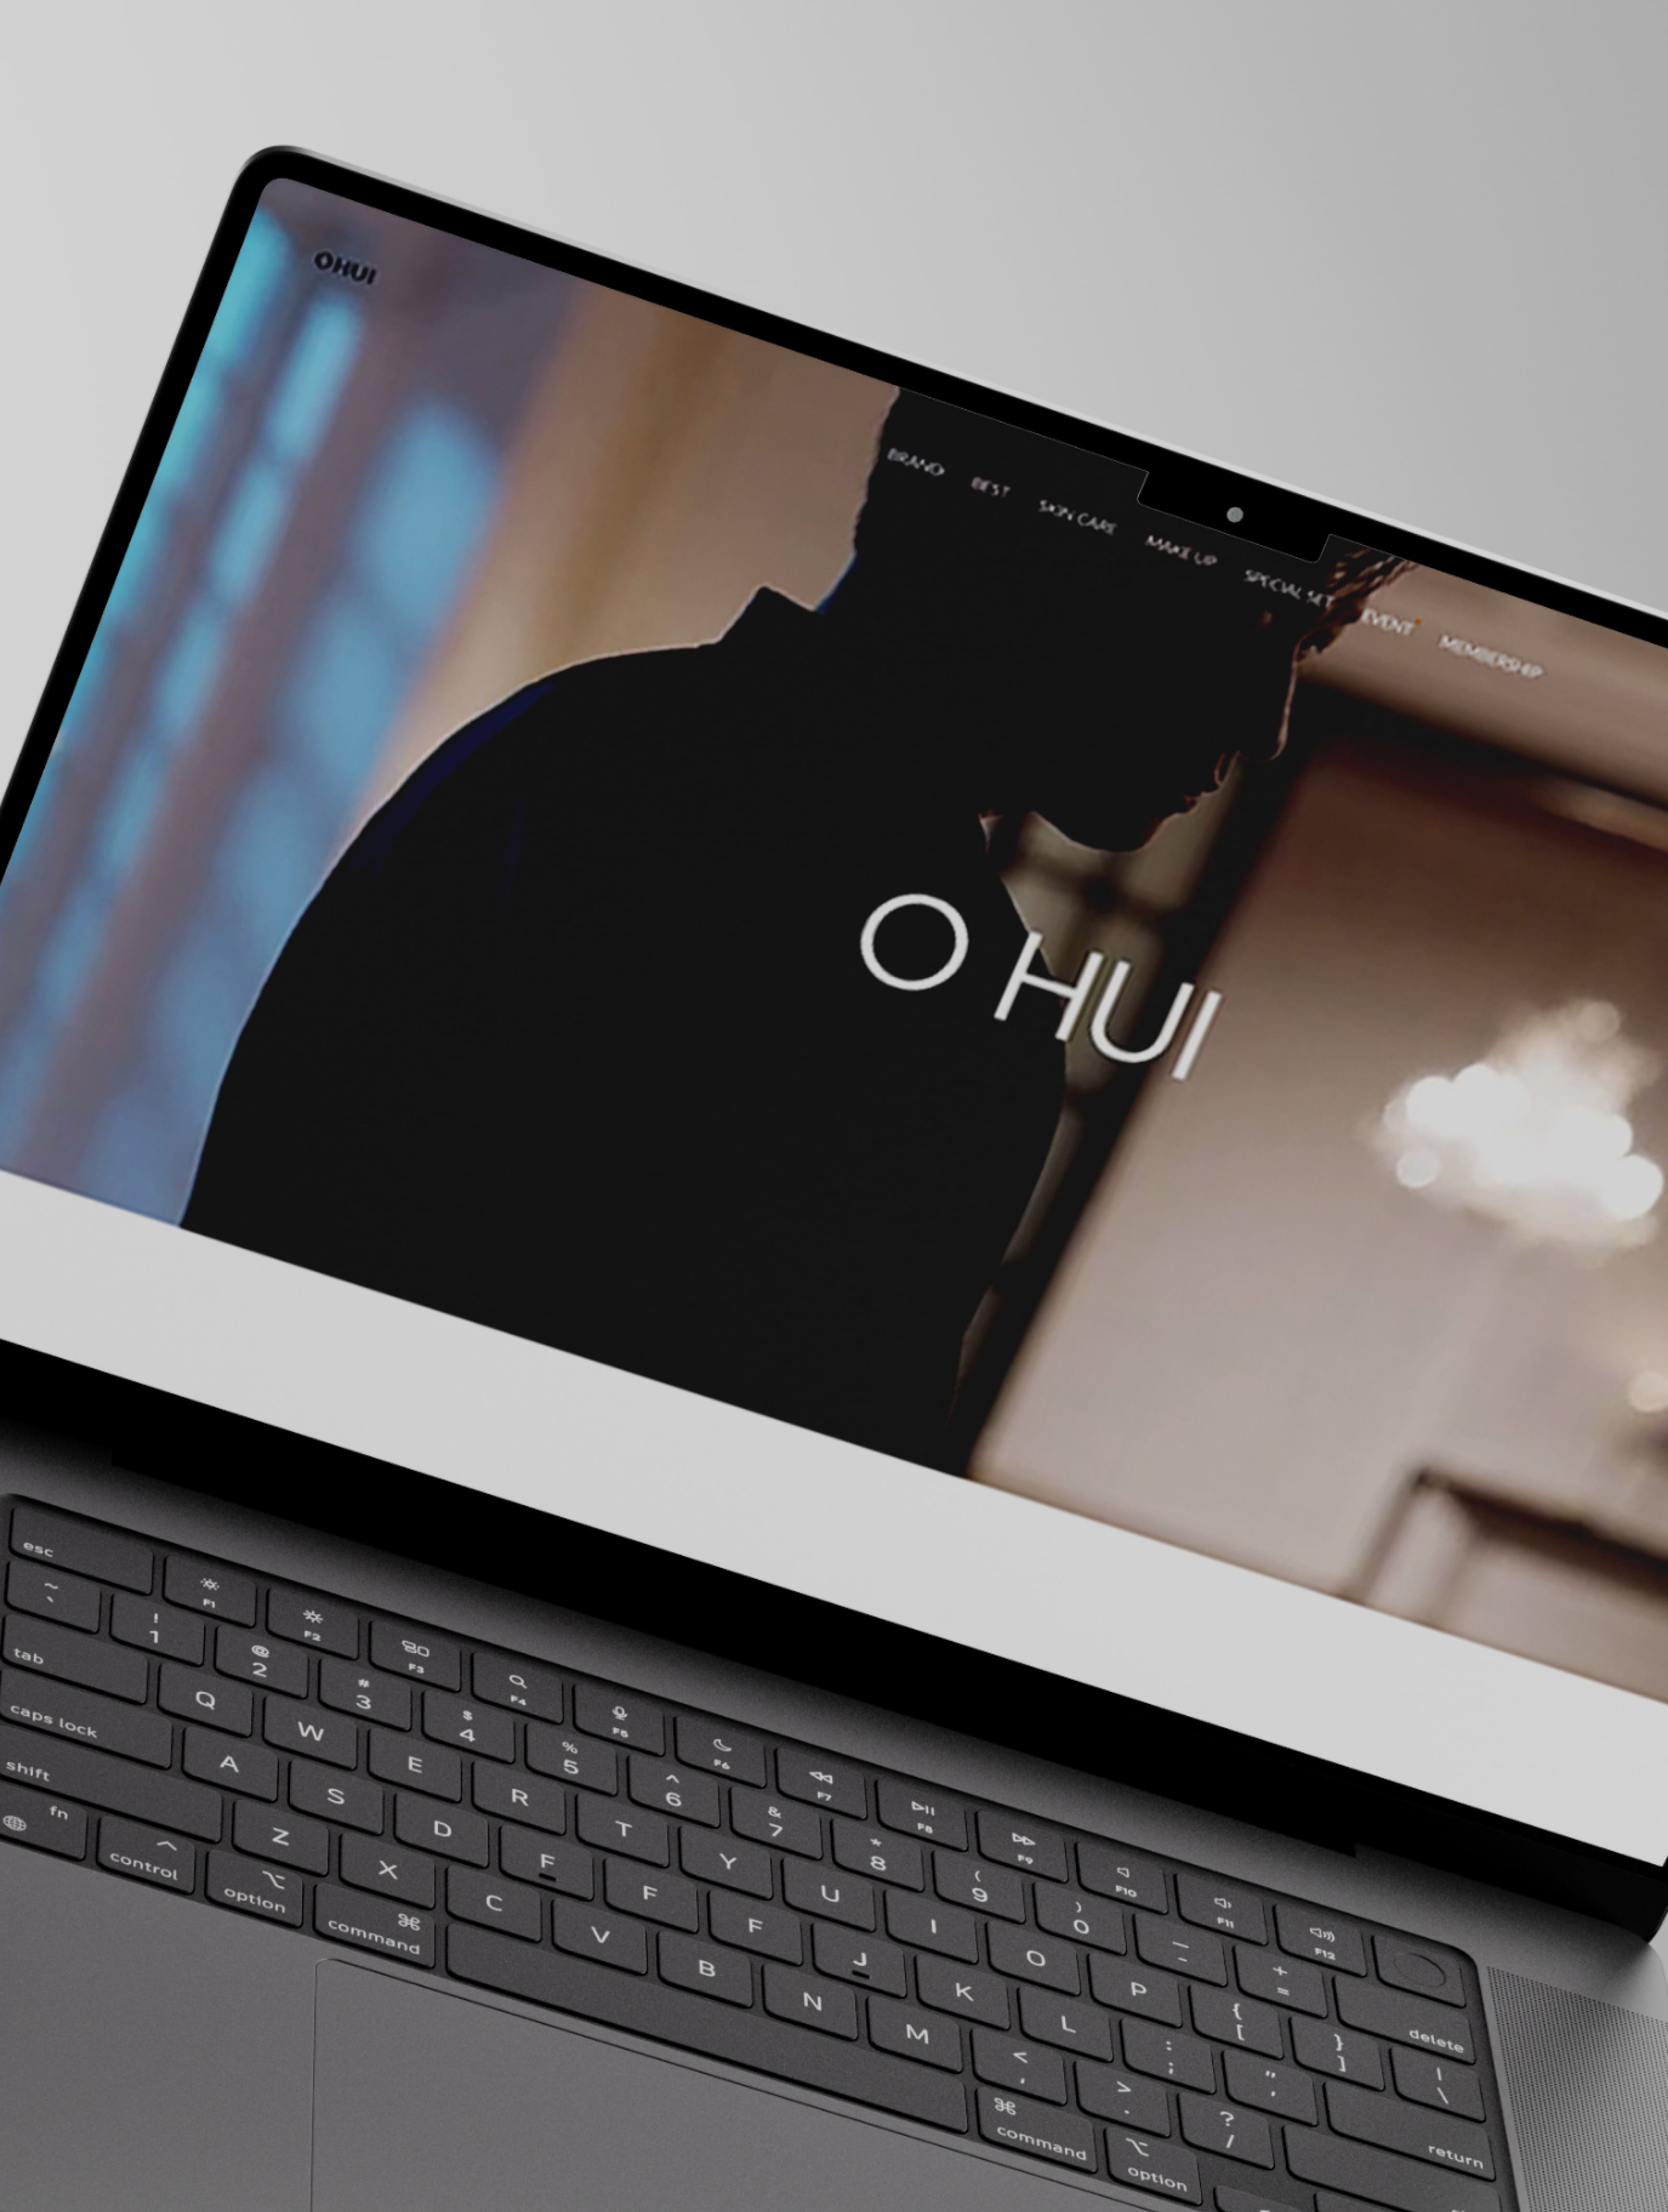 OHUI
BRAND BEST SKIN CARE MAKE UP SPECIAL SET EVENT MEMBERSHIP
O HUI
esc F1 F2 F3 F4 F5 F6 F7 F8 F9 F10 F11 F12
~ ` ! 1 @ 2 # 3 $ 4 % 5 ^ 6 & 7 * 8 ( 9 ) 0 _ - + = delete
tab Q W E R T Y U I O P { [ } ] | \
caps lock A S D F F F J K L : ; " ' return
shift Z X C V B N M < , > . ? /
fn control option command command option